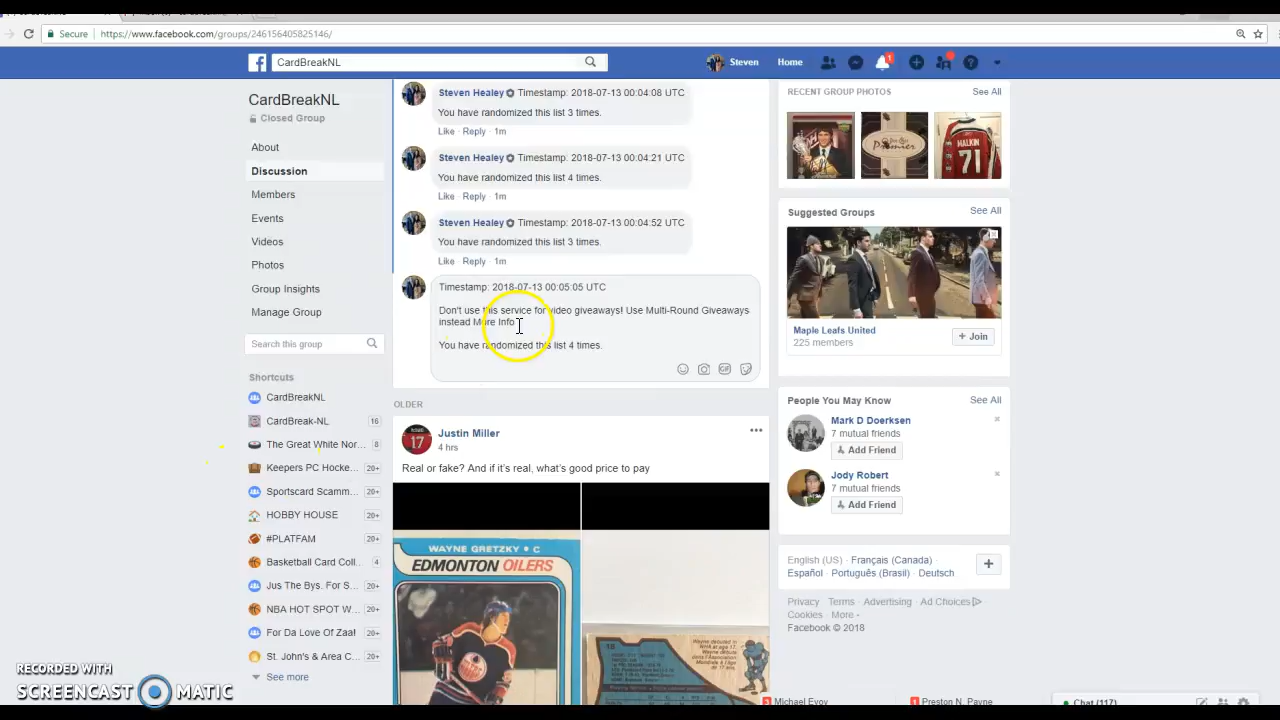 Secure
https://www.facebook.com/groups/246156405825146/
CardBreakNL
Steven
Home
1
CardBreakNL
Closed Group
About
Discussion
Members
Events
Videos
Photos
Group Insights
Manage Group
Search this group
Shortcuts
CardBreakNL
CardBreak-NL 16
The Great White Nor... 8
Keepers PC Hocke... 20+
Sportscard Scamm... 20+
HOBBY HOUSE 20+
#PLATFAM 20+
Basketball Card Coll... 4
Jus The Bys. For S... 20+
NBA HOT SPOT W... 20+
For Da Love Of Zaah 20+
St. John's & Area C... 20+
See more
Steven Healey Timestamp: 2018-07-13 00:04:08 UTC
You have randomized this list 3 times.
Like · Reply · 1m
Steven Healey Timestamp: 2018-07-13 00:04:21 UTC
You have randomized this list 4 times.
Like · Reply · 1m
Steven Healey Timestamp: 2018-07-13 00:04:52 UTC
You have randomized this list 3 times.
Like · Reply · 1m
Timestamp: 2018-07-13 00:05:05 UTC
Don't use this service for video giveaways! Use Multi-Round Giveaways
instead More Info
You have randomized this list 4 times.
OLDER
Justin Miller
4 hrs
Real or fake? And if it's real, what's good price to pay
WAYNE GRETZKY • C
EDMONTON OILERS
17
RECENT GROUP PHOTOS See All
Premier
MALKIN
71
Suggested Groups See All
Maple Leafs United
225 members
+ Join
People You May Know See All
Mark D Doerksen
7 mutual friends
Add Friend
Jody Robert
7 mutual friends
Add Friend
English (US) · Français (Canada) ·
Español · Português (Brasil) · Deutsch
Privacy · Terms · Advertising · Ad Choices ·
Cookies · More
Facebook © 2018
Michael Evoy
1 Preston N. Payne
Chat (117)
RECORDED WITH
SCREENCAST MATIC